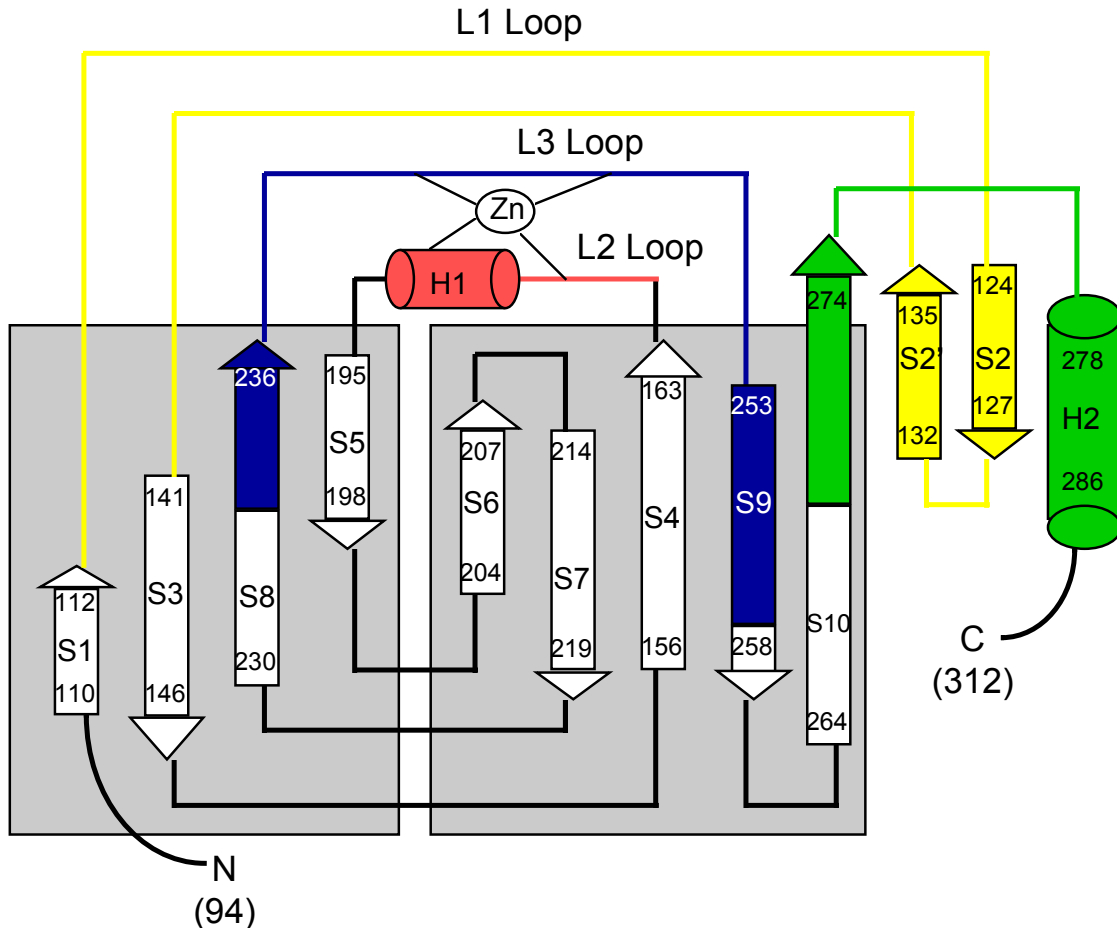 L1 Loop
L3 Loop
Zn
L2 Loop
H1
124
274
135
S2'
S2
278
236
195
163
253
127
H2
132
S5
207
214
286
141
198
S6
S4
S9
S3
S8
204
S7
112
S1
S10
110
146
230
219
156
258
264
C
(312)
N
(94)